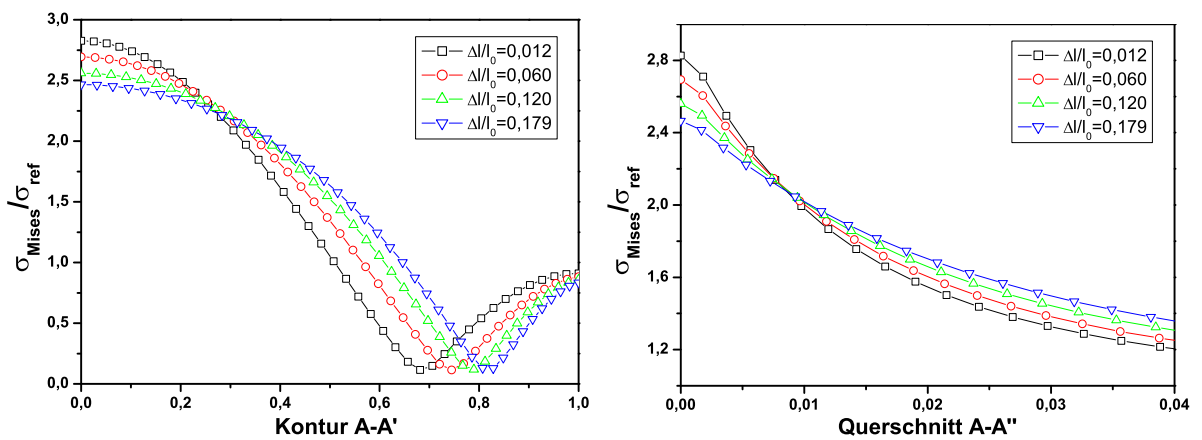 σMises/σref
3,0
2,5
2,0
1,5
1,0
0,5
0,0
Δl/l0=0,012
Δl/l0=0,060
Δl/l0=0,120
Δl/l0=0,179
0,0 0,2 0,4 0,6 0,8 1,0
Kontur A-A'
σMises/σref
2,8
2,4
2,0
1,6
1,2
Δl/l0=0,012
Δl/l0=0,060
Δl/l0=0,120
Δl/l0=0,179
0,00 0,01 0,02 0,03 0,04
Querschnitt A-A''